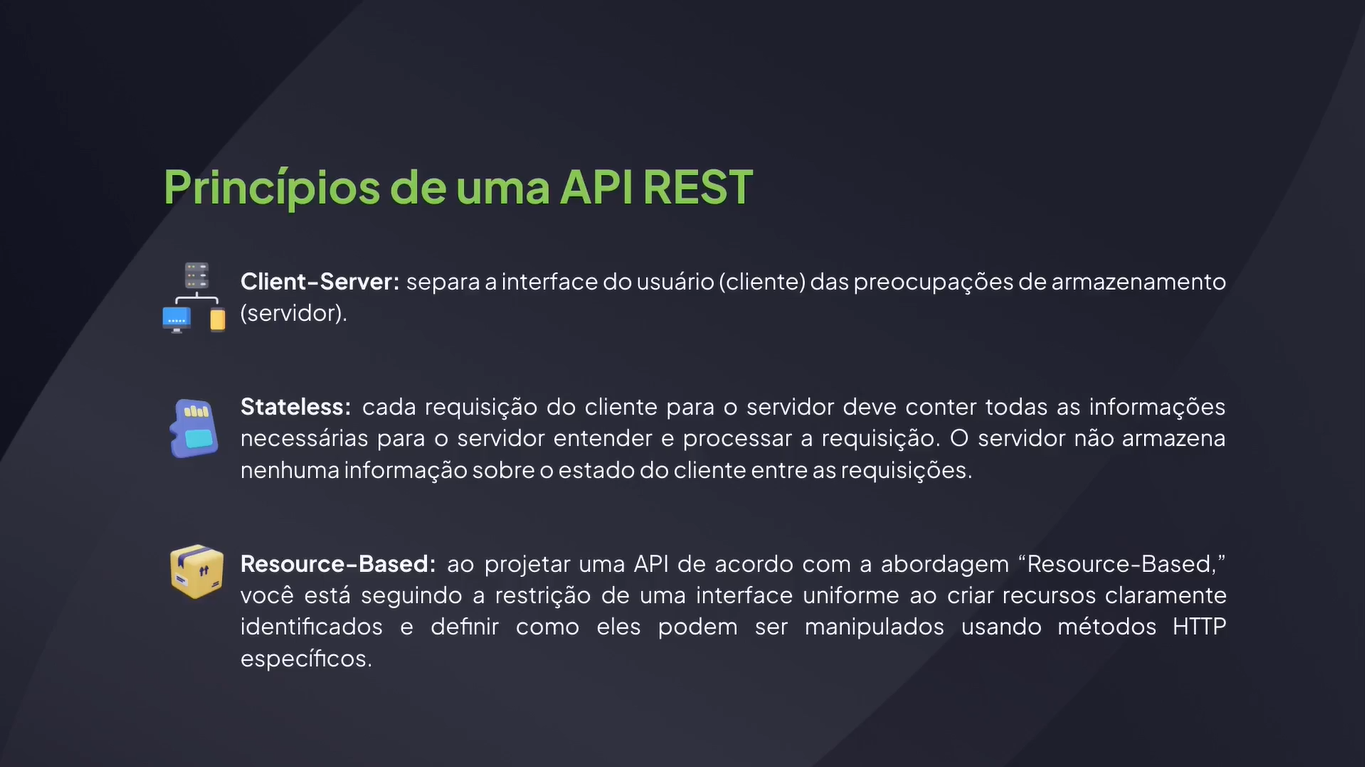 Princípios de uma API REST
Client-Server: separa a interface do usuário (cliente) das preocupações de armazenamento
(servidor).
Stateless: cada requisição do cliente para o servidor deve conter todas as informações
necessárias para o servidor entender e processar a requisição. O servidor não armazena
nenhuma informação sobre o estado do cliente entre as requisições.
Resource-Based: ao projetar uma API de acordo com a abordagem “Resource-Based,”
você está seguindo a restrição de uma interface uniforme ao criar recursos claramente
identificados e definir como eles podem ser manipulados usando métodos HTTP
específicos.